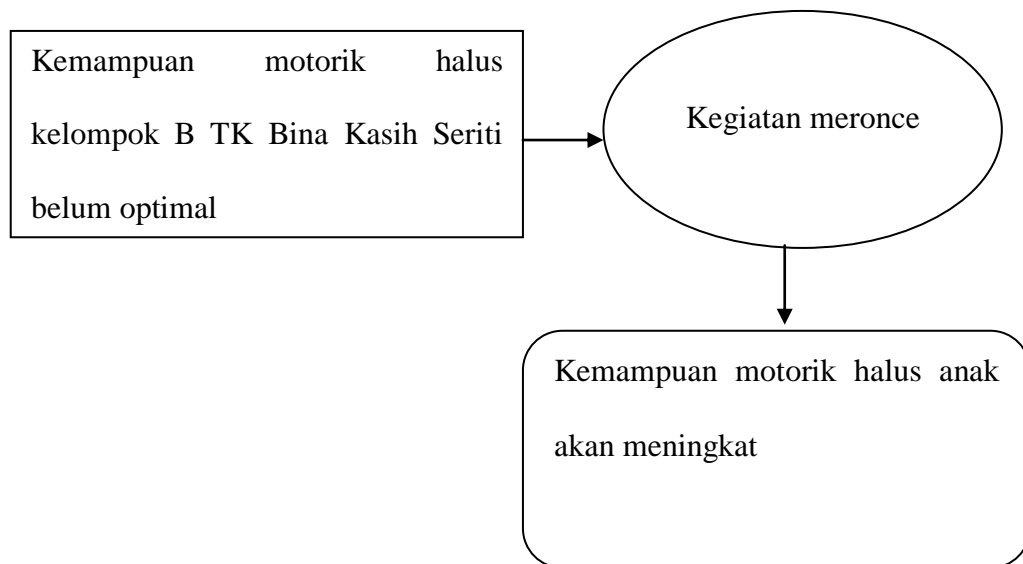 Kemampuan motorik halus
kelompok B TK Bina Kasih Seriti
belum optimal
Kegiatan meronce
Kemampuan motorik halus anak
akan meningkat